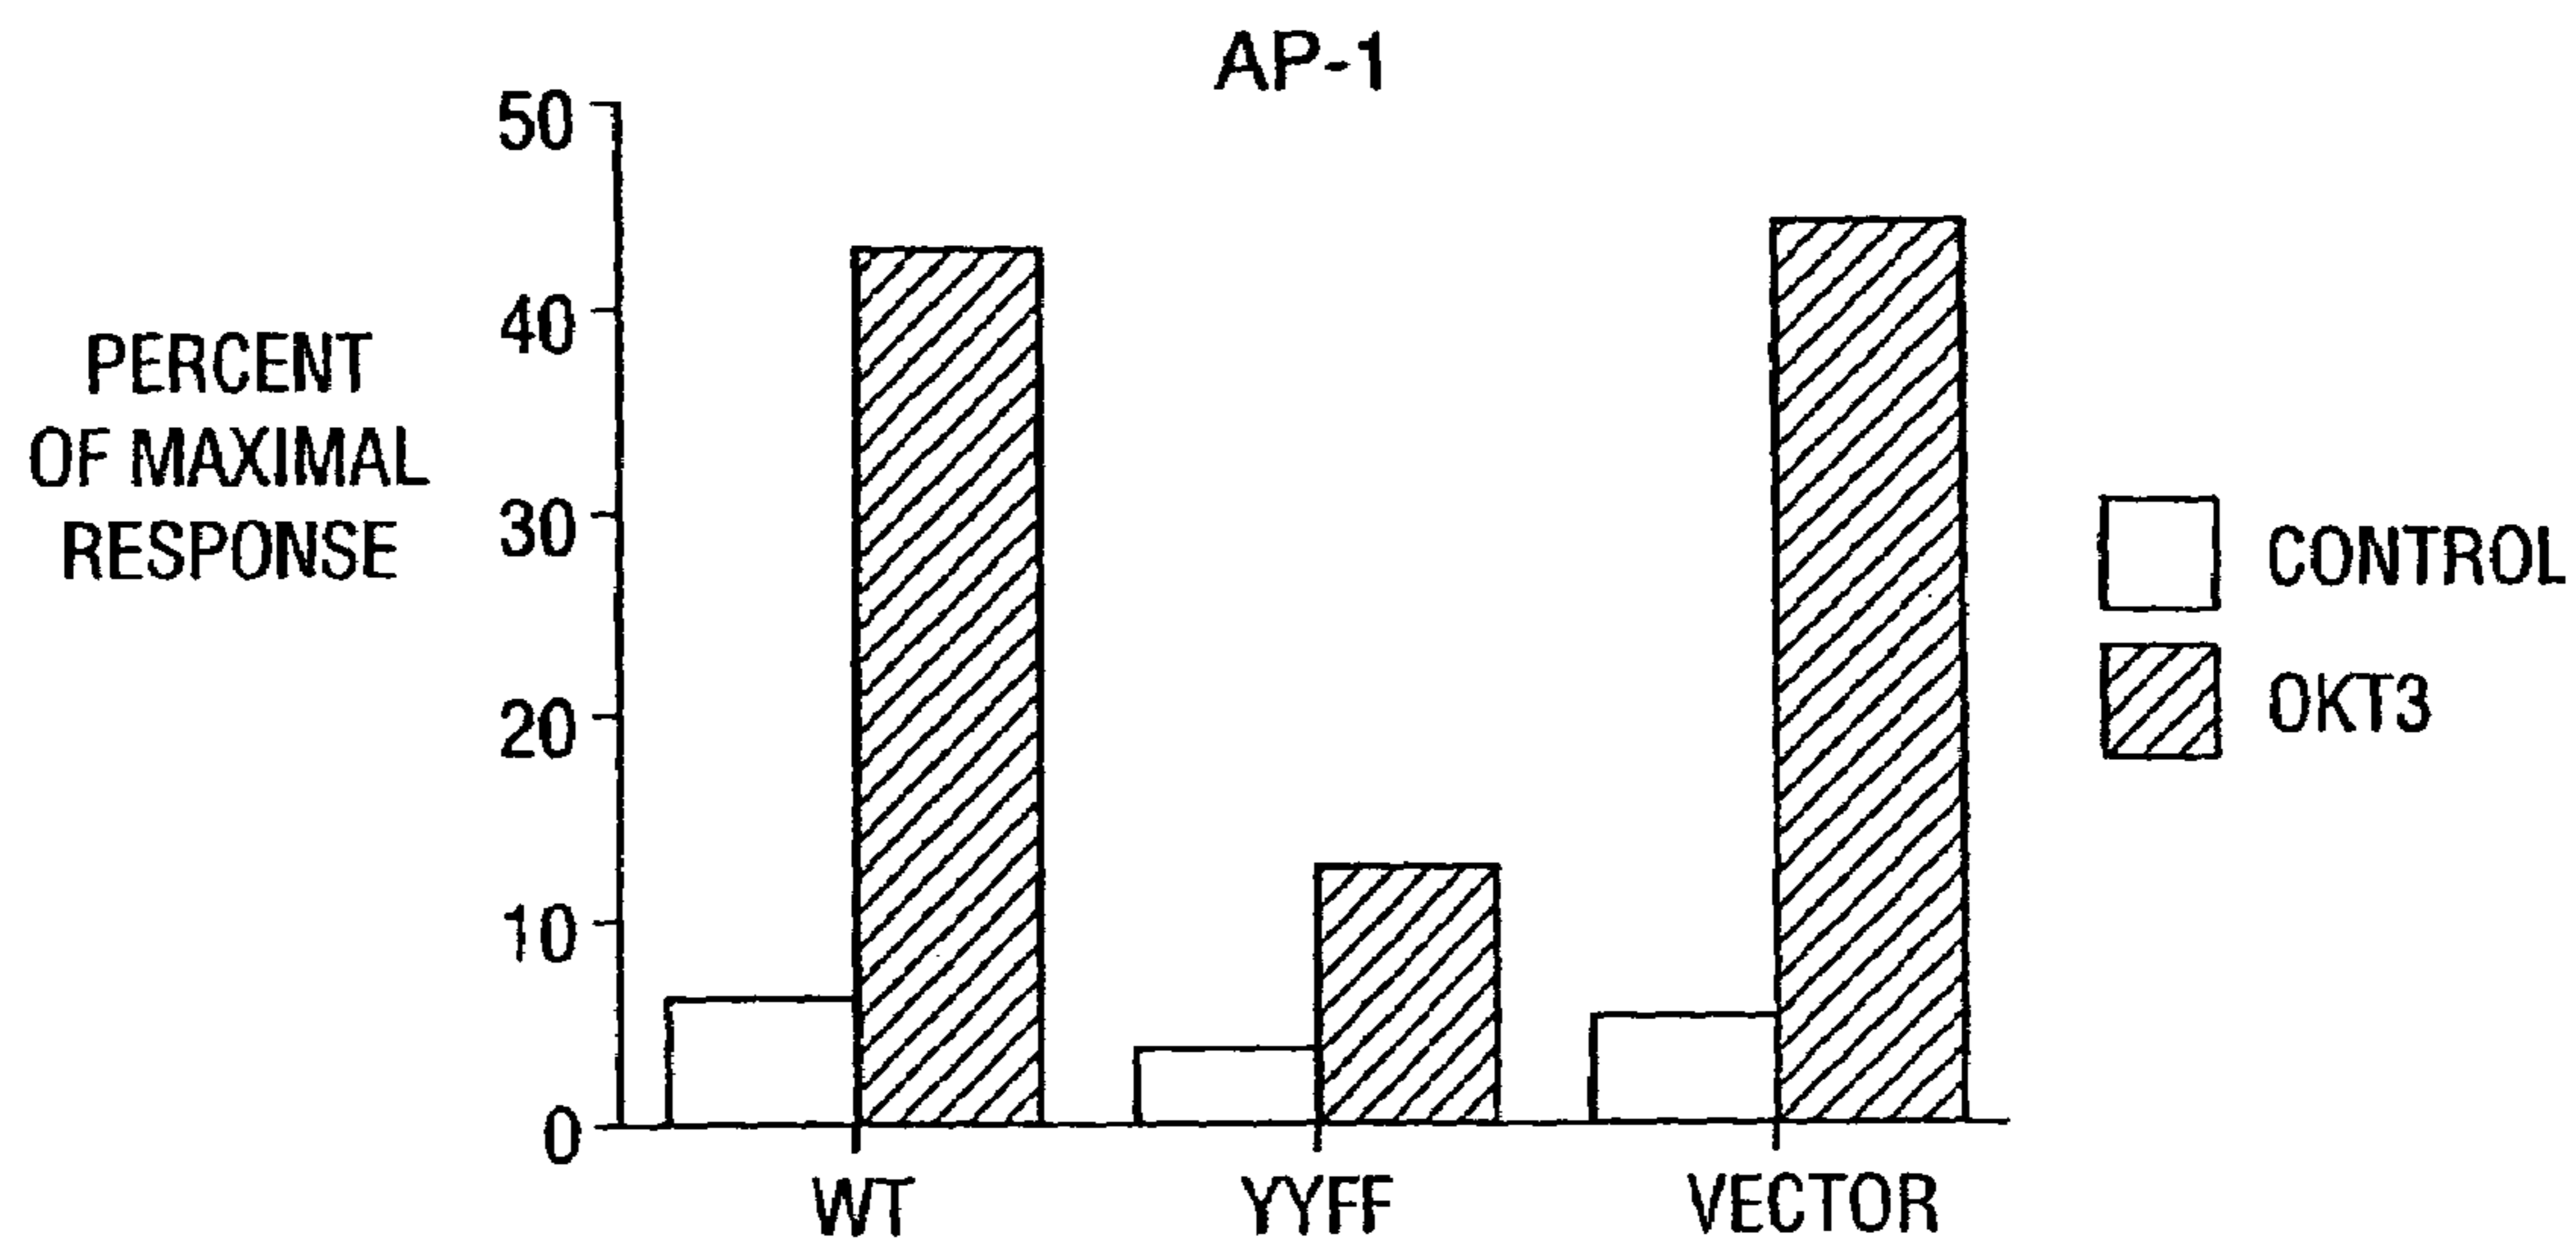 AP-1
PERCENT
OF MAXIMAL
RESPONSE
50
40
30
20
10
0
WT
YYFF
VECTOR
CONTROL
OKT3